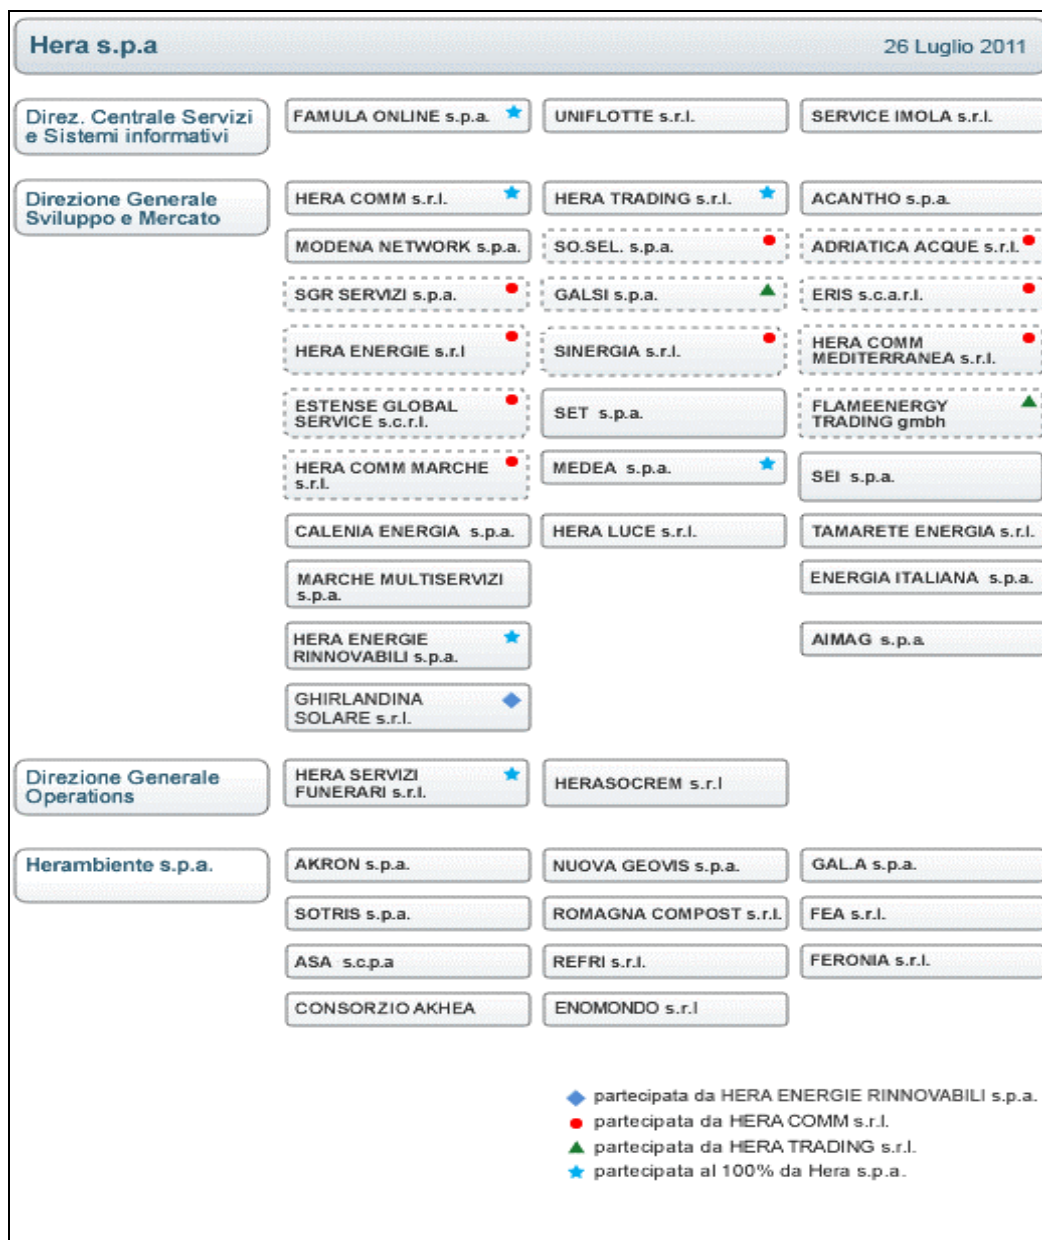 Hera s.p.a
26 Luglio 2011
Direz. Centrale Servizi
e Sistemi informativi
FAMULA ONLINE s.p.a.
UNIFLOTTE s.r.l.
SERVICE IMOLA s.r.l.
Direzione Generale
Sviluppo e Mercato
HERA COMM s.r.l.
HERA TRADING s.r.l.
ACANTHO s.p.a.
MODENA NETWORK s.p.a.
SO.SEL. s.p.a.
ADRIATICA ACQUE s.r.l.
SGR SERVIZI s.p.a.
GALSI s.p.a.
ERIS s.c.a.r.l.
HERA ENERGIE s.r.l
SINERGIA s.r.l.
HERA COMM
MEDITERRANEA s.r.l.
ESTENSE GLOBAL
SERVICE s.c.r.l.
SET s.p.a.
FLAMEENERGY
TRADING gmbh
HERA COMM MARCHE
s.r.l.
MEDEA s.p.a.
SEI s.p.a.
CALENIA ENERGIA s.p.a.
HERA LUCE s.r.l.
TAMARETE ENERGIA s.r.l.
MARCHE MULTISERVIZI
s.p.a.
ENERGIA ITALIANA s.p.a.
HERA ENERGIE
RINNOVABILI s.p.a.
AIMAG s.p.a
GHIRLANDINA
SOLARE s.r.l.
Direzione Generale
Operations
HERA SERVIZI
FUNERARI s.r.l.
HERASOCREM s.r.l
Herambiente s.p.a.
AKRON s.p.a.
NUOVA GEOVIS s.p.a.
GAL.A s.p.a.
SOTRIS s.p.a.
ROMAGNA COMPOST s.r.l.
FEA s.r.l.
ASA s.c.p.a
REFRI s.r.l.
FERONIA s.r.l.
CONSORZIO AKHEA
ENOMONDO s.r.l
partecipata da HERA ENERGIE RINNOVABILI s.p.a.
partecipata da HERA COMM s.r.l.
partecipata da HERA TRADING s.r.l.
partecipata al 100% da Hera s.p.a.